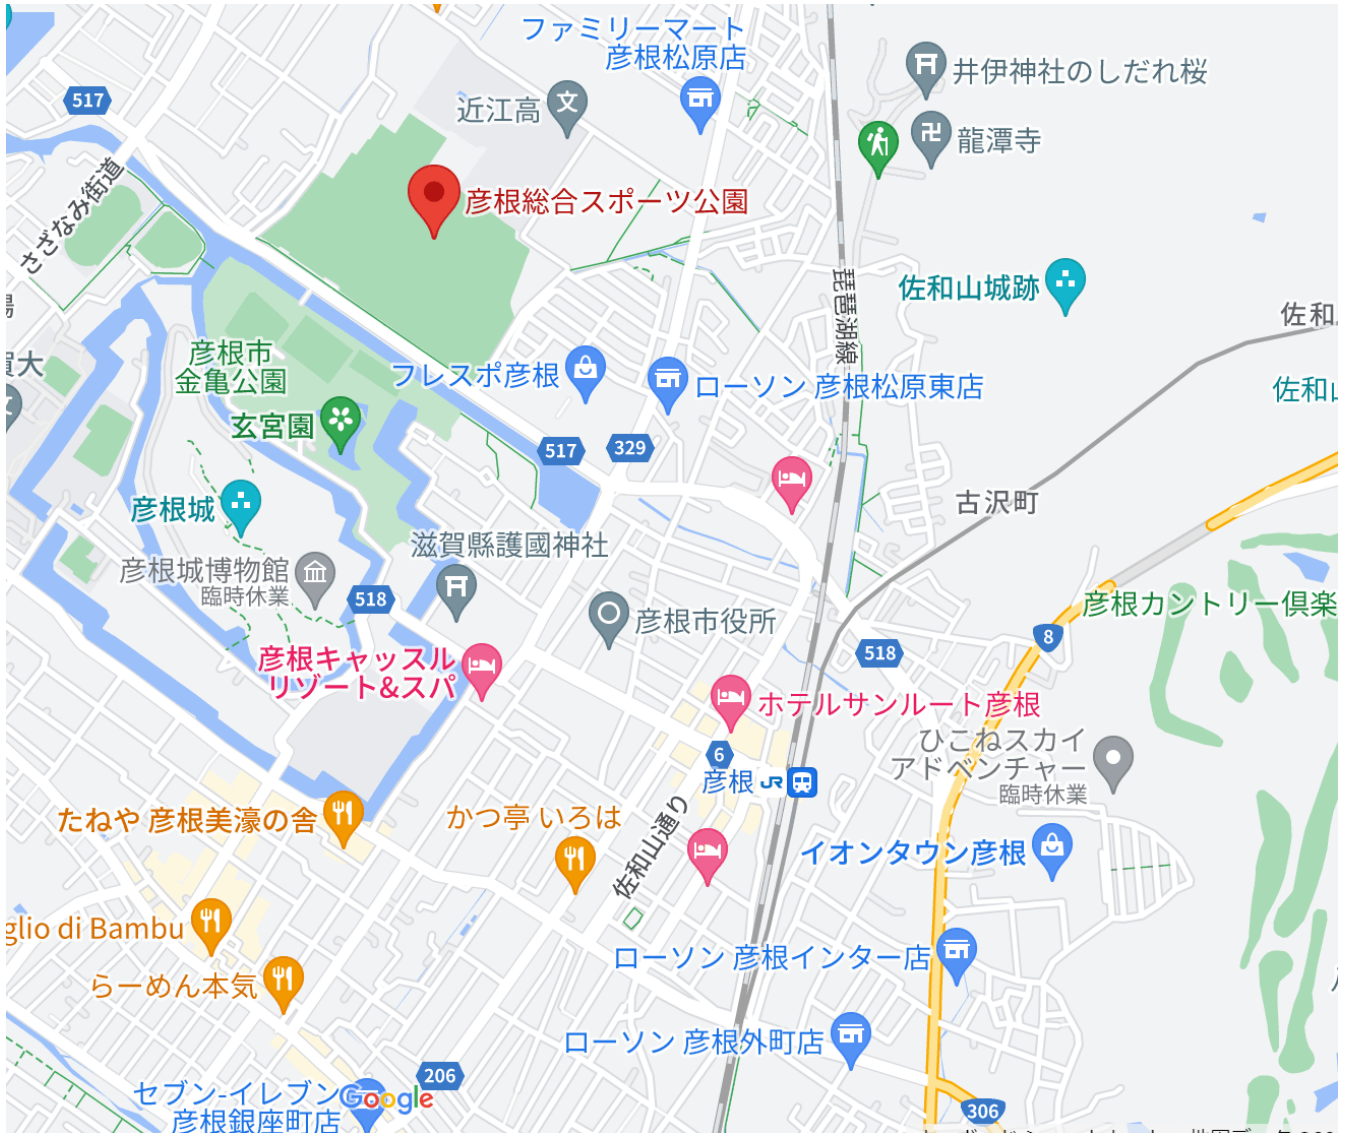 ファミリーマート
彦根松原店
517
近江高
文
井伊神社のしだれ桜
龍潭寺
さざなみ街道
彦根総合スポーツ公園
琵琶湖線
佐和山城跡
佐和
佐和
賀大
彦根市
金亀公園
フレスポ彦根
ローソン 彦根松原東店
玄宮園
517
329
彦根城
古沢町
滋賀縣護國神社
彦根城博物館
臨時休業
518
彦根市役所
彦根カントリー倶楽
8
518
彦根キャッスル
リゾート&スパ
ホテルサンルート彦根
6
彦根 JR
ひこねスカイ
アドベンチャー
臨時休業
たねや 彦根美濠の舎
かつ亭 いろは
佐和山通り
イオンタウン彦根
glio di Bambu
らーめん本気
ローソン 彦根インター店
ローソン 彦根外町店
206
セブン-イレブン
彦根銀座町店
Google
306